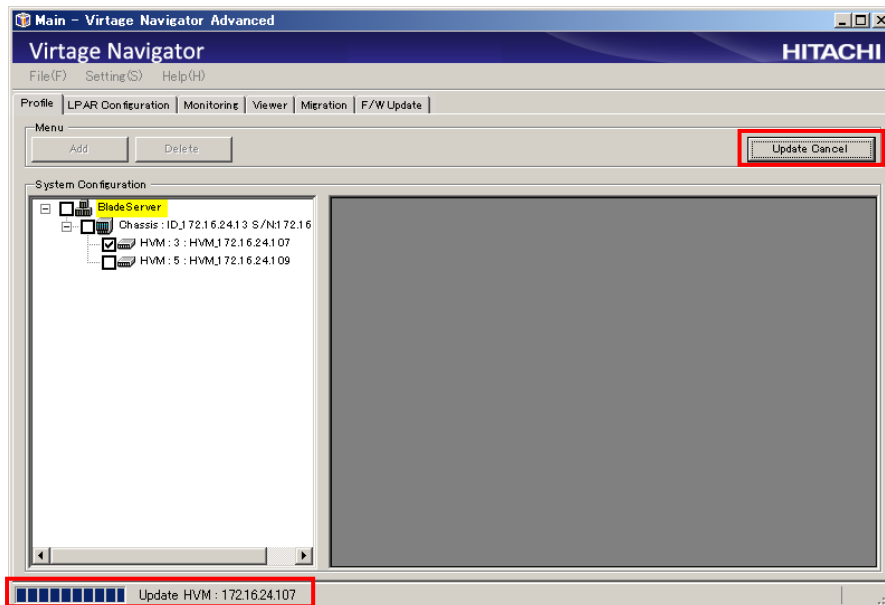 Main - Virtage Navigator Advanced
Virtage Navigator
HITACHI
File(F) Setting(S) Help(H)
Profile LPAR Configuration Monitoring Viewer Migration F/W Update
Menu
Add Delete Update Cancel
System Configuration
BladeServer
Chassis : ID_172.16.24.13 S/N:172.16
HVM : 3 : HVM_172.16.24.107
HVM : 5 : HVM_172.16.24.109
Update HVM : 172.16.24.107